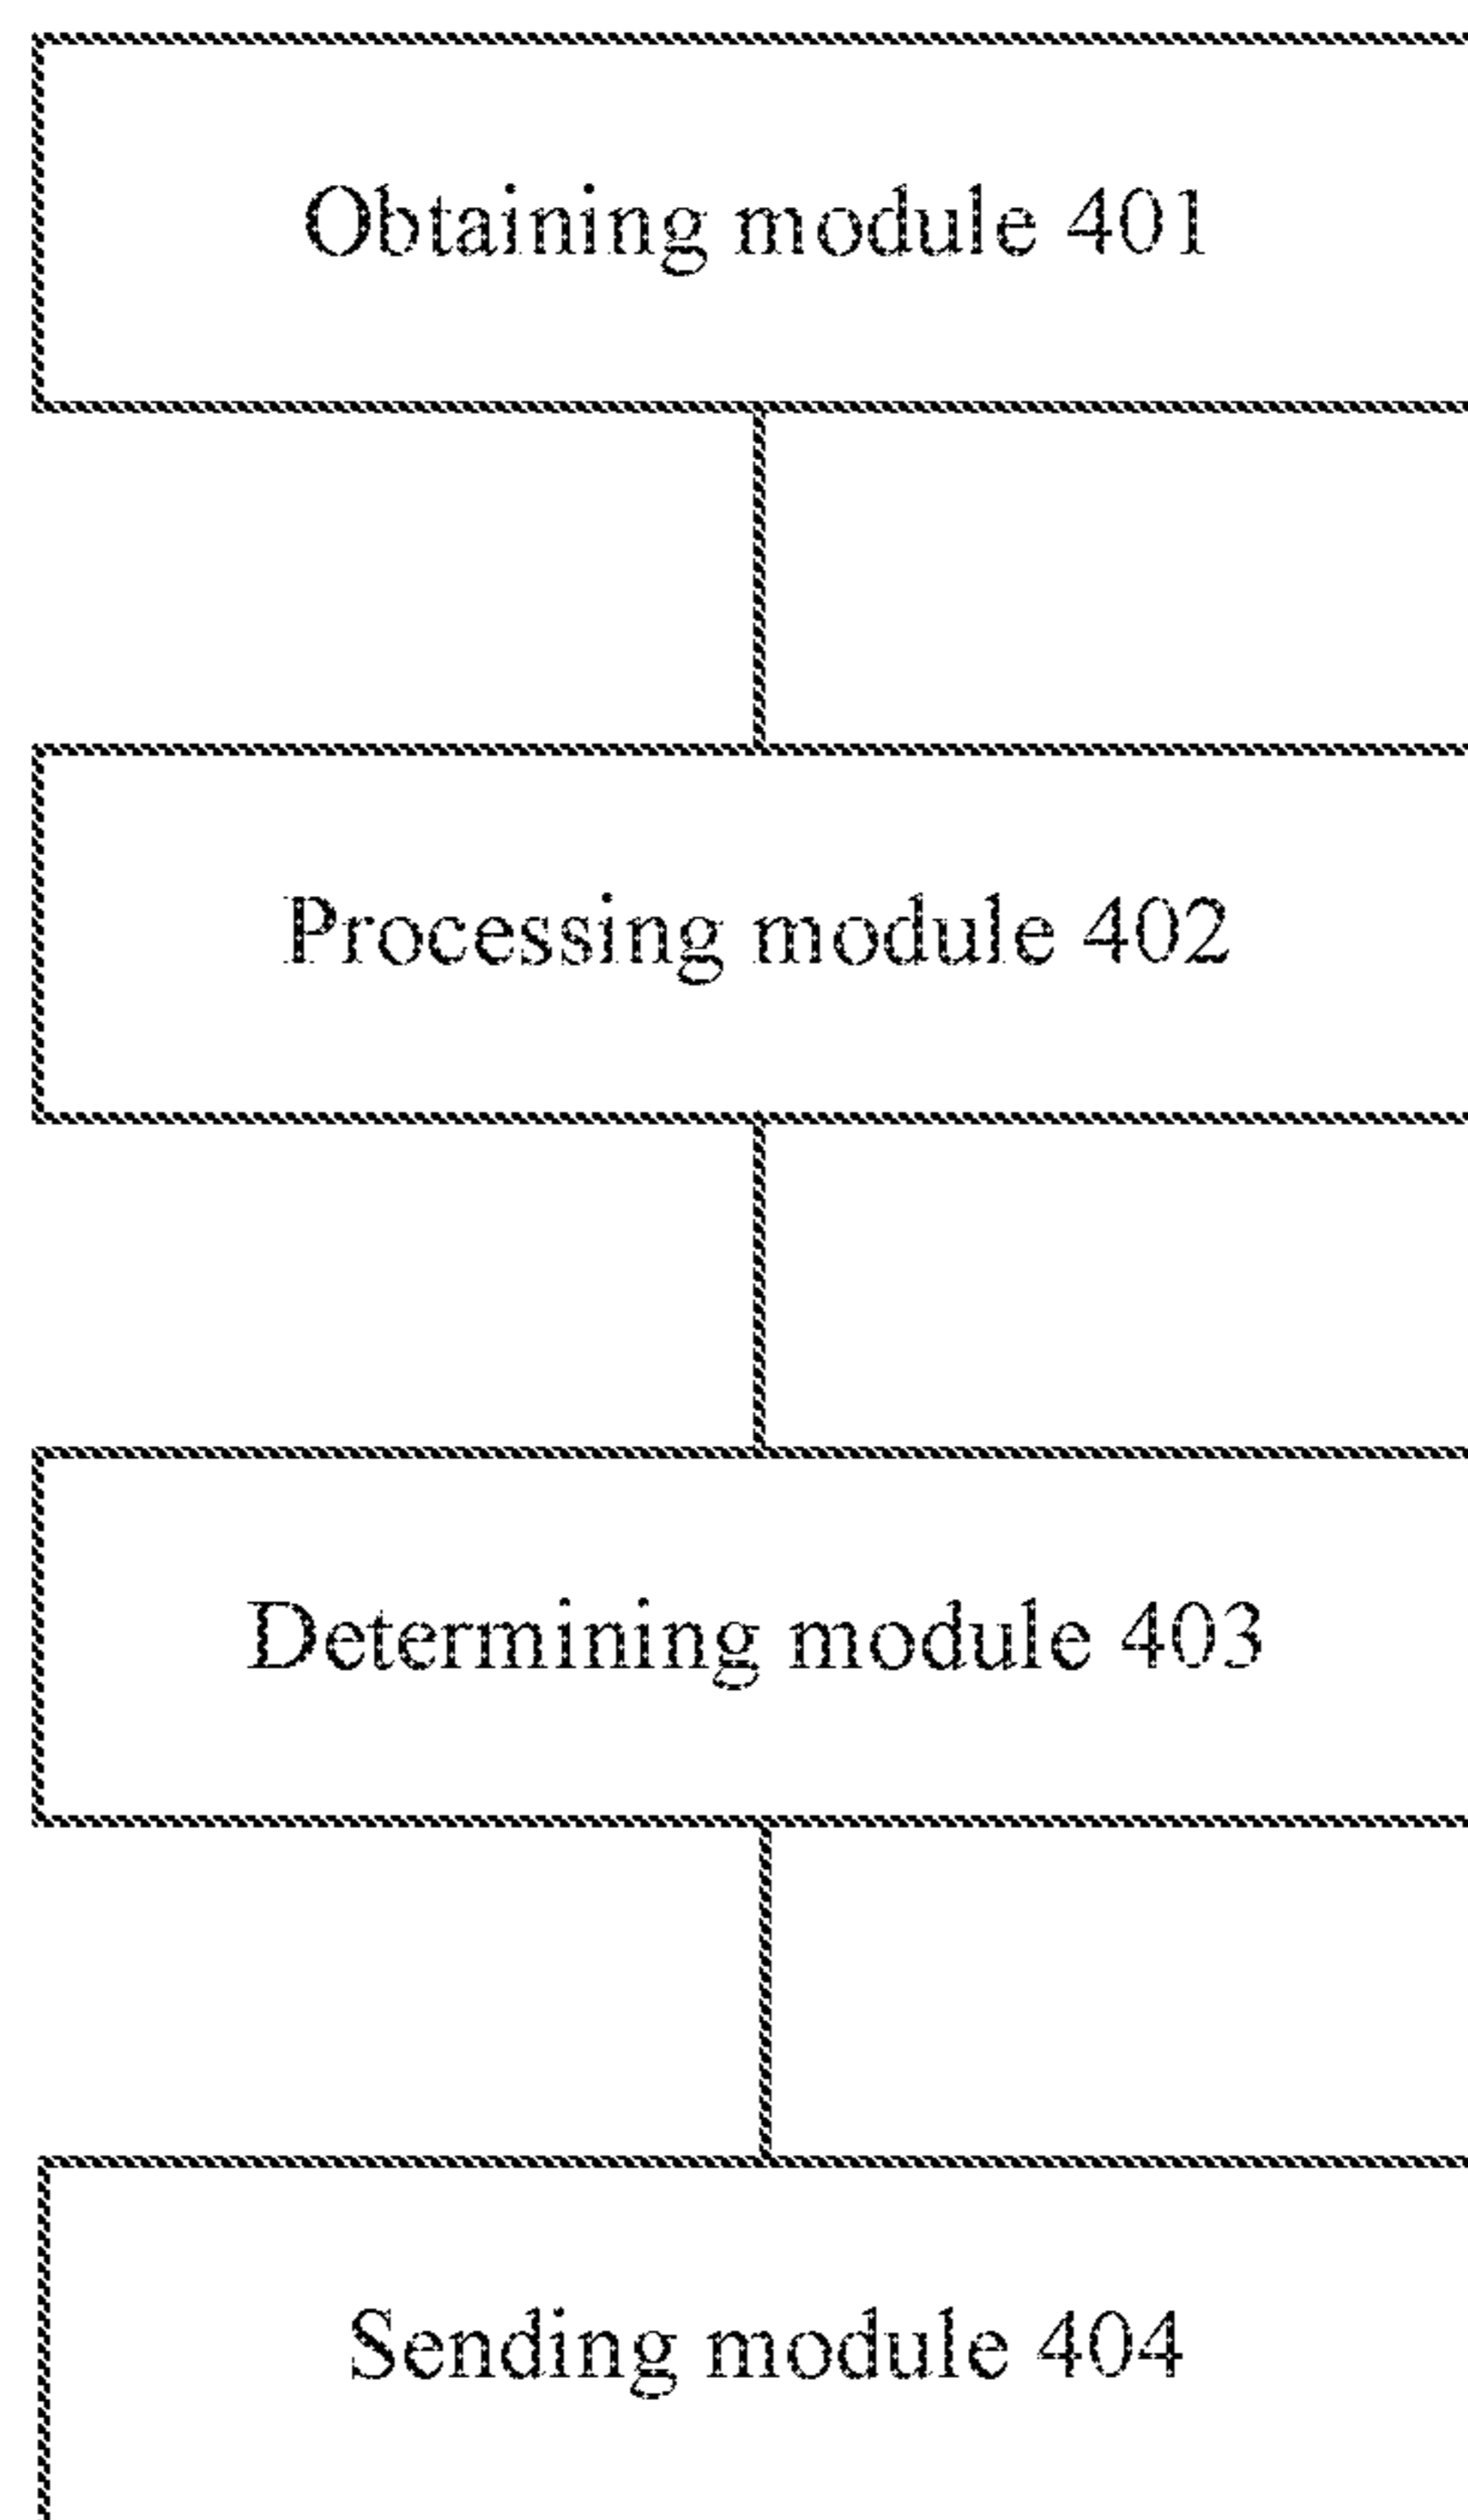 Obtaining module 401
Processing module 402
Determining module 403
Sending module 404